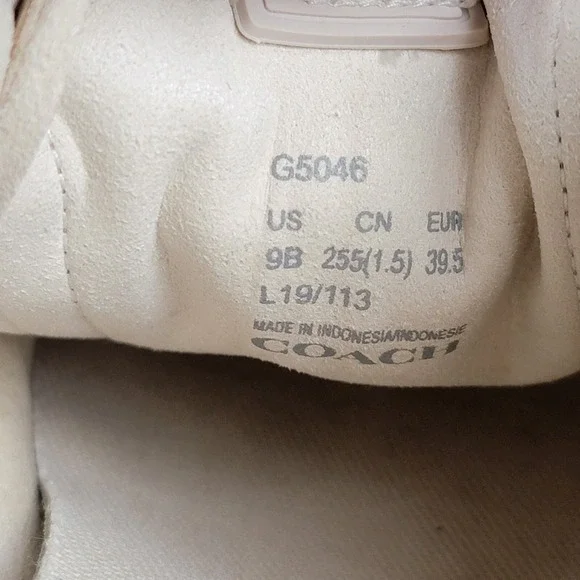 G5046
US CN EUR
9B 255(1.5) 39.5
L19/113
MADE IN INDONESIA/INDONESIE
COACH